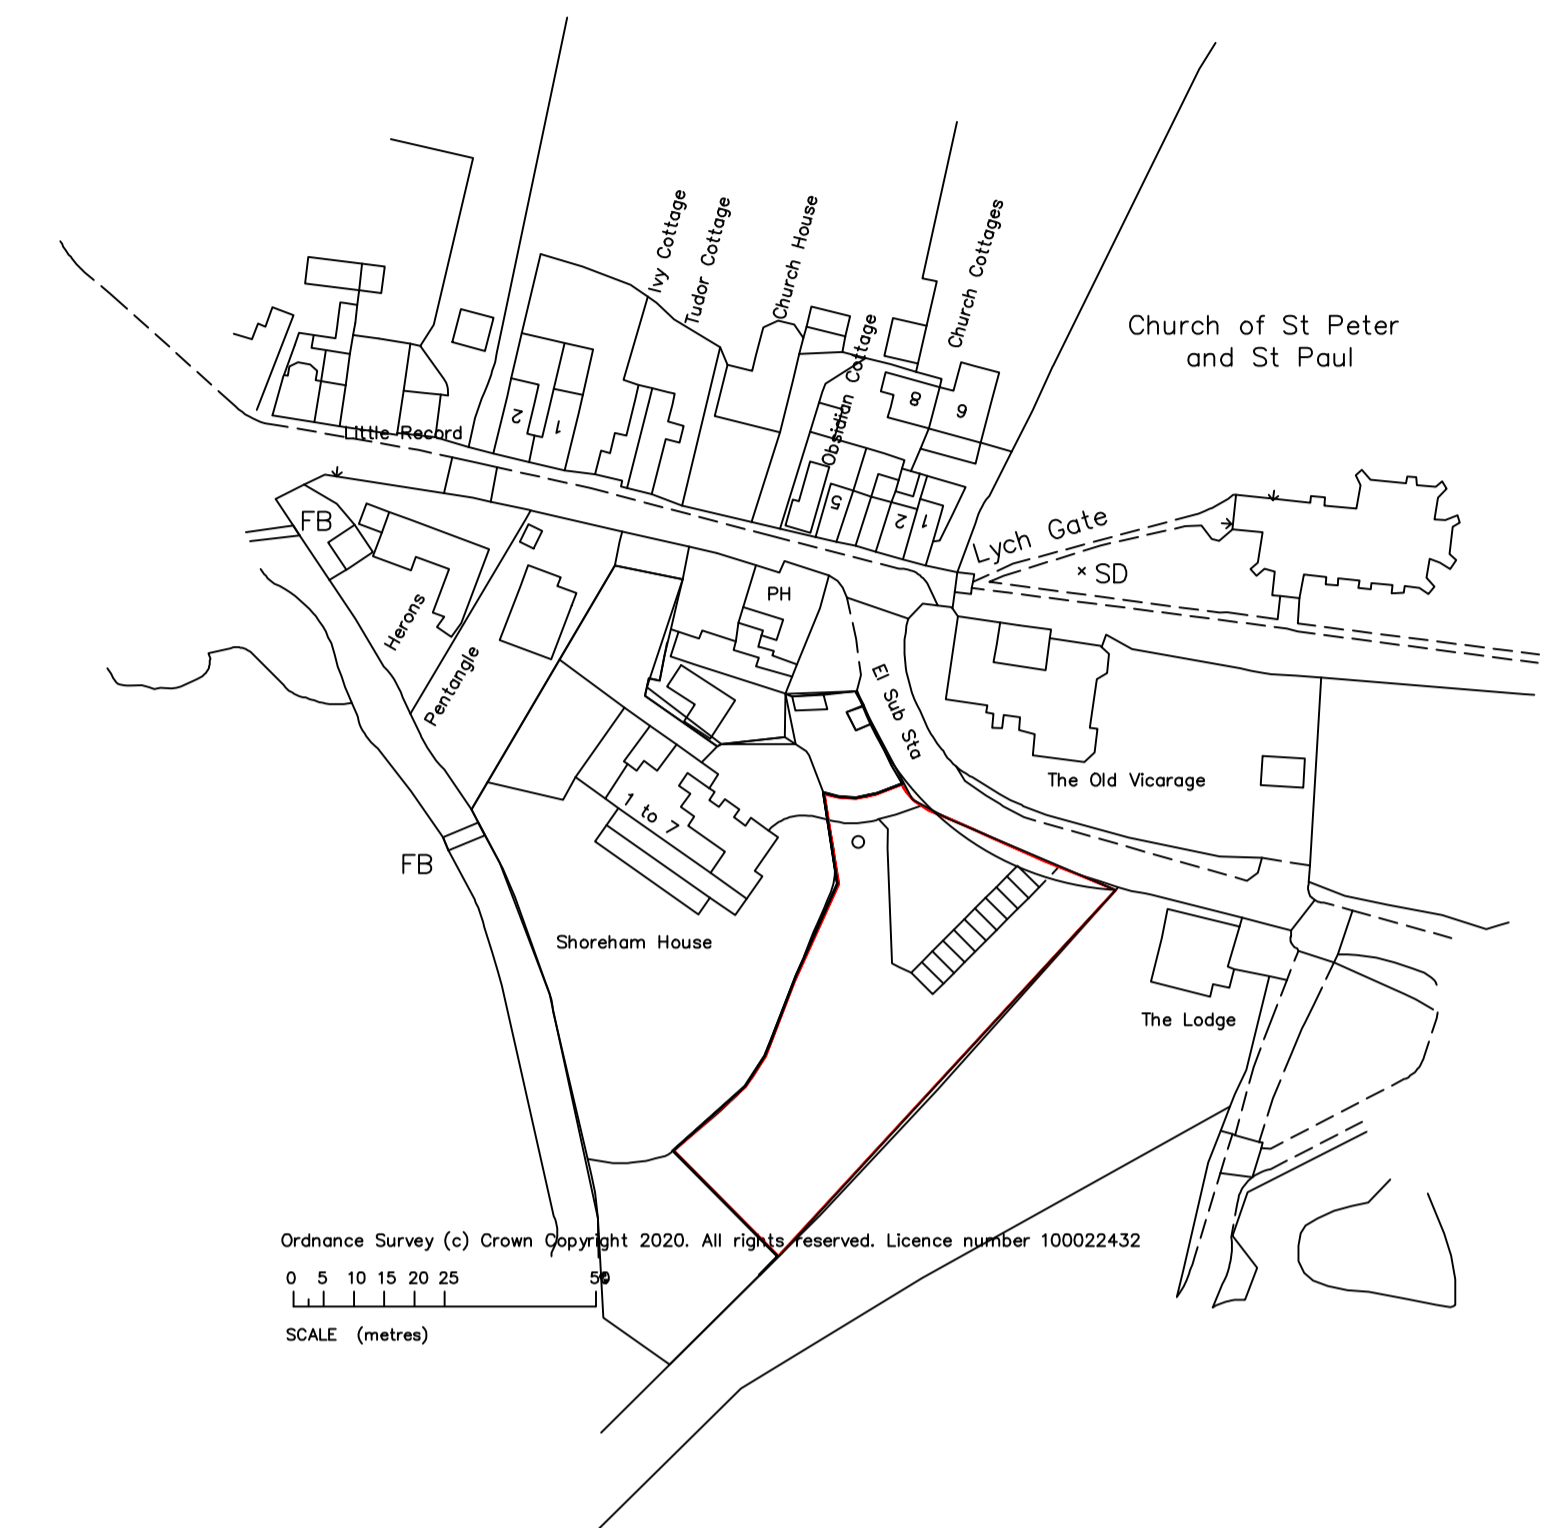 Ivy Cottage
Tudor Cottage
Church House
Obsidian Cottage
Church Cottages
Church of St Peter
and St Paul
8
6
2
1
Little Record
5
2
1
Lych Gate
FB
SD
PH
Herons
Pentangle
El Sub Sta
The Old Vicarage
1 to 7
FB
Shoreham House
The Lodge
Ordnance Survey (c) Crown Copyright 2020. All rights reserved. Licence number 100022432
0 5 10 15 20 25 50
SCALE (metres)